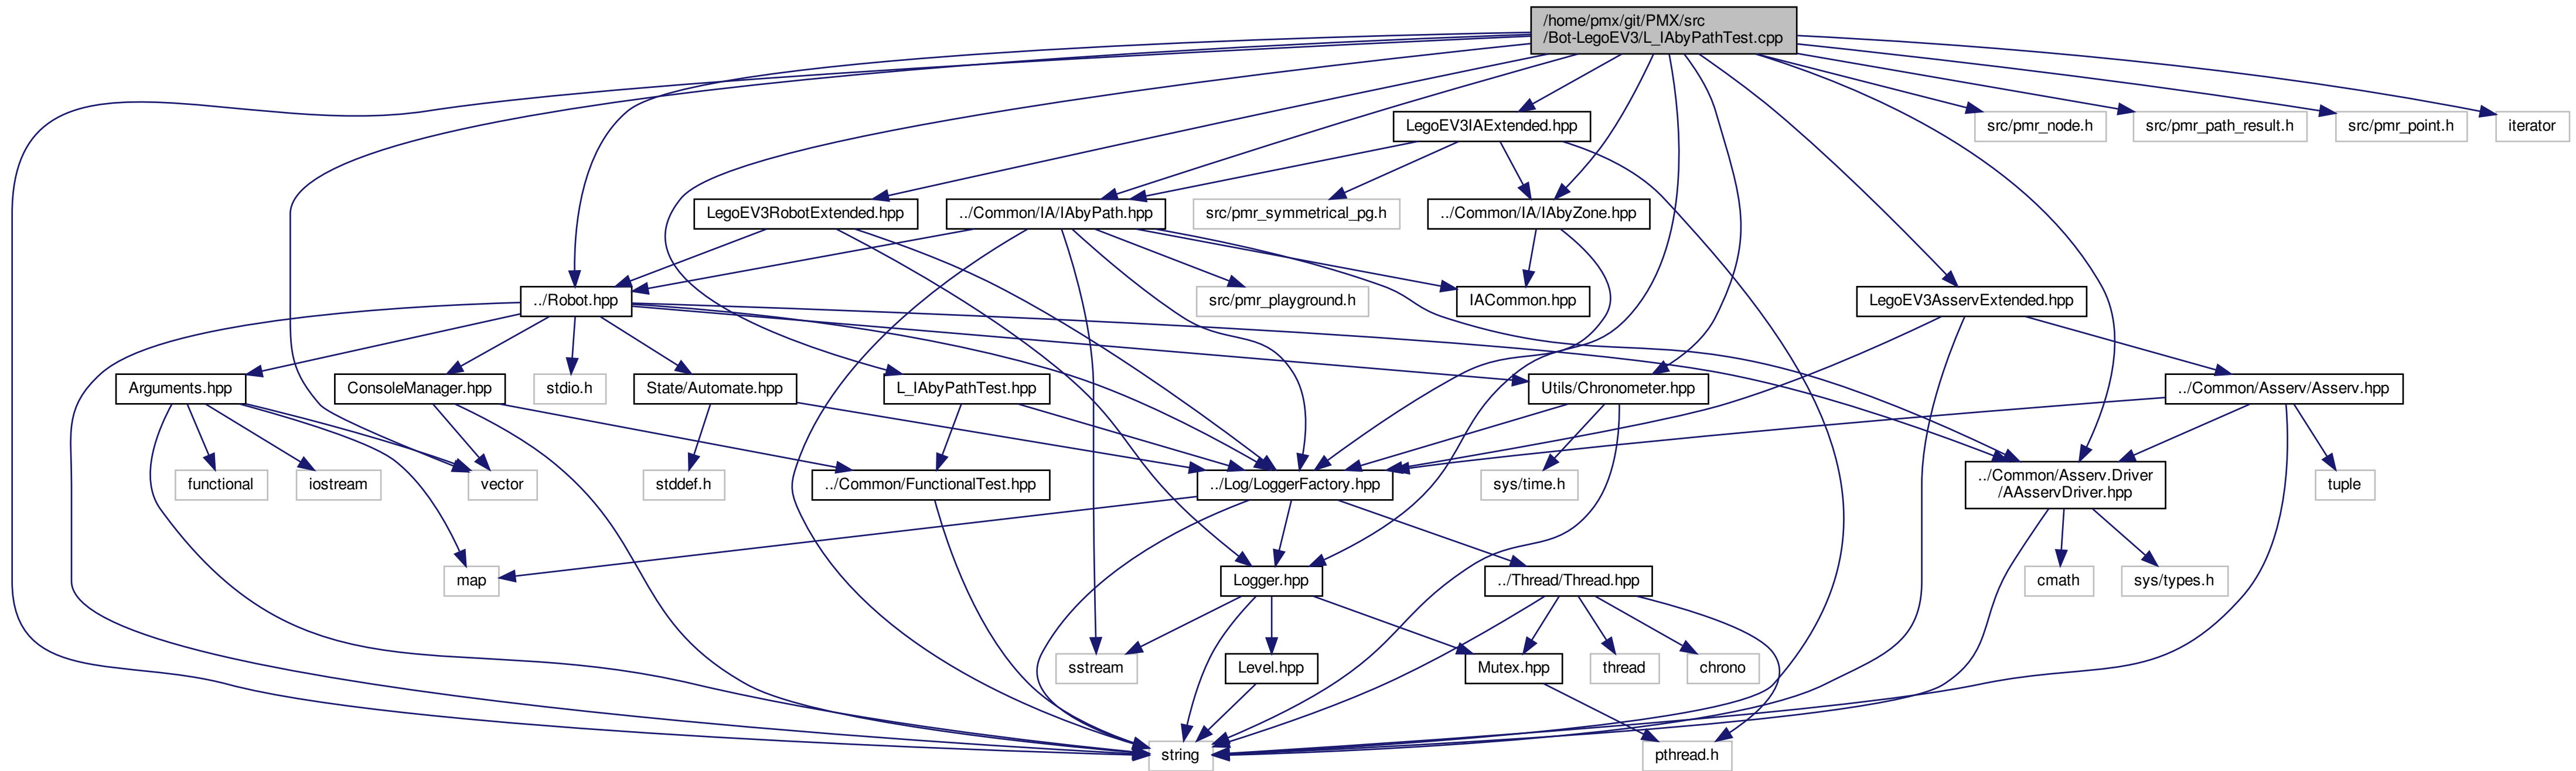 /home/pmx/git/PMX/src
/Bot-LegoEV3/L_IAbyPathTest.cpp
LegoEV3IAExtended.hpp
src/pmr_node.h
src/pmr_path_result.h
src/pmr_point.h
iterator
LegoEV3RobotExtended.hpp
../Common/IA/IAbyPath.hpp
src/pmr_symmetrical_pg.h
../Common/IA/IAbyZone.hpp
../Robot.hpp
src/pmr_playground.h
IACommon.hpp
LegoEV3AsservExtended.hpp
Arguments.hpp
ConsoleManager.hpp
stdio.h
State/Automate.hpp
L_IAbyPathTest.hpp
Utils/Chronometer.hpp
../Common/Asserv/Asserv.hpp
functional
iostream
vector
stddef.h
../Common/FunctionalTest.hpp
../Log/LoggerFactory.hpp
sys/time.h
../Common/Asserv.Driver
/AAsservDriver.hpp
tuple
map
Logger.hpp
../Thread/Thread.hpp
cmath
sys/types.h
sstream
Level.hpp
Mutex.hpp
thread
chrono
string
pthread.h